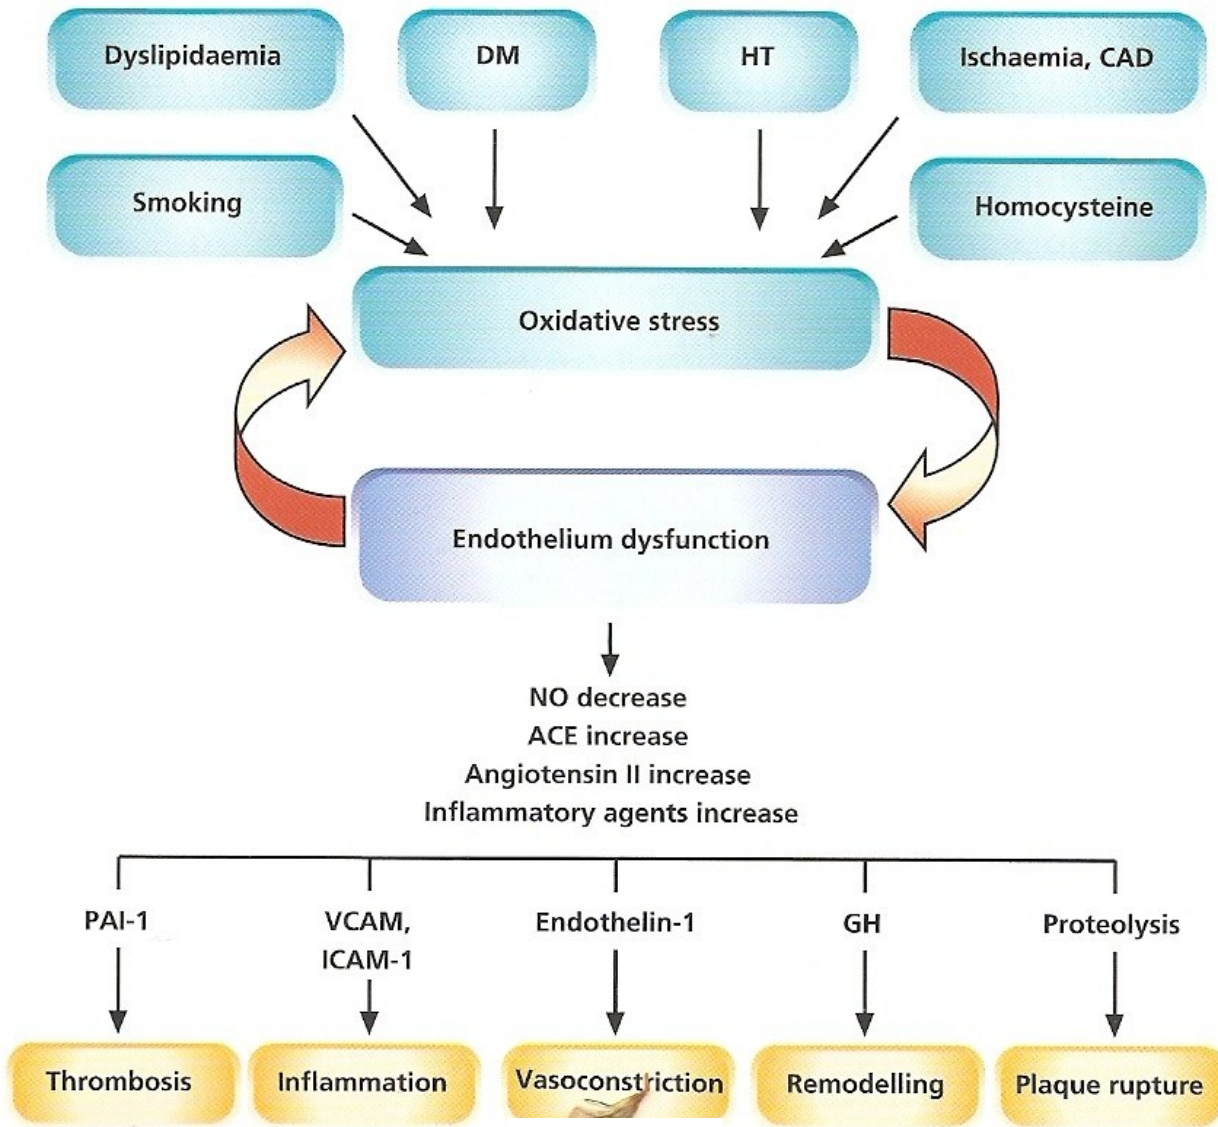 Dyslipidaemia
DM
HT
Ischaemia, CAD
Smoking
Homocysteine
Oxidative stress
Endothelium dysfunction
NO decrease
ACE increase
Angiotensin II increase
Inflammatory agents increase
PAI-1
VCAM,
ICAM-1
Endothelin-1
GH
Proteolysis
Thrombosis
Inflammation
Vasoconstriction
Remodelling
Plaque rupture